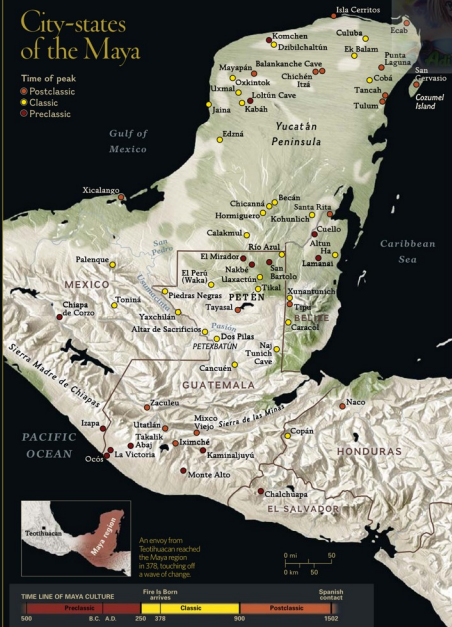 City-states
of the Maya
Time of peak
Postclassic
Classic
Preclassic
Isla Cerritos
Ecab
Culuba
Komchen
Dzibilchaltún
Ek Balam
Punta
Laguna
Balankanche Cave
Mayapán
Chichén
Itzá
San
Gervasio
Ozkintok
Uxmal
Cobá
Loltún Cave
Tancah
Cozumel
Island
Jaina
Kabáh
Tulum
Yucatán
Peninsula
Gulf of
Mexico
Edzná
Xicalango
Becán
Chicanná
Santa Rita
Hormiguero
Kohunlich
Calakmul
Cuello
Caribbean
Sea
San
Pedro
Río Azul
Altun
Ha
Palenque
El Mirador
Lamanai
Nakbé
San
Bartolo
El Perú
(Waka)
Uaxactún
MEXICO
Usumacinta
Tikal
Xunantunich
Piedras Negras
PETÉN
Tipu
Toniná
Tayasal
BELIZE
Chiapa
de Corzo
Yaxchilán
Caracol
Altar de Sacrificios
Pasión
Dos Pilas
PETEXBATÚN
Naj
Tunich
Cave
Cancuén
Sierra Madre de Chiapas
GUATEMALA
Zaculeu
Naco
Sierra de las Minas
Mixco
Viejo
Izapa
Utatlán
Copán
PACIFIC
OCEAN
Takalik
Abaj
Iximché
HONDURAS
La Victoria
Kaminaljuyú
Ocós
Monte Alto
Chalchuapa
EL SALVADOR
Teotihuacan
Maya region
An envoy from
Teotihuacan reached
the Maya region
in 378, touching off
a wave of change.
0 mi 50
0 km 50
TIME LINE OF MAYA CULTURE
Fire Is Born
arrives
Spanish
contact
Preclassic
Classic
Postclassic
500 B.C. A.D. 250 378 900 1502